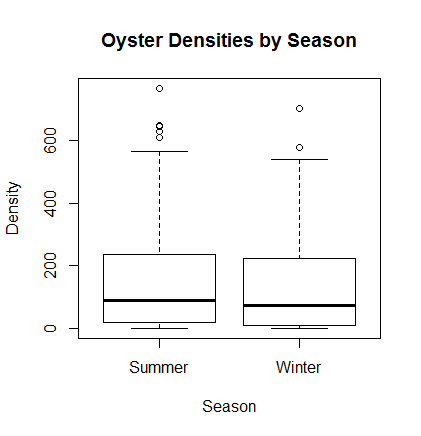 Oyster Densities by Season
Density
600
400
200
0
Summer Winter
Season